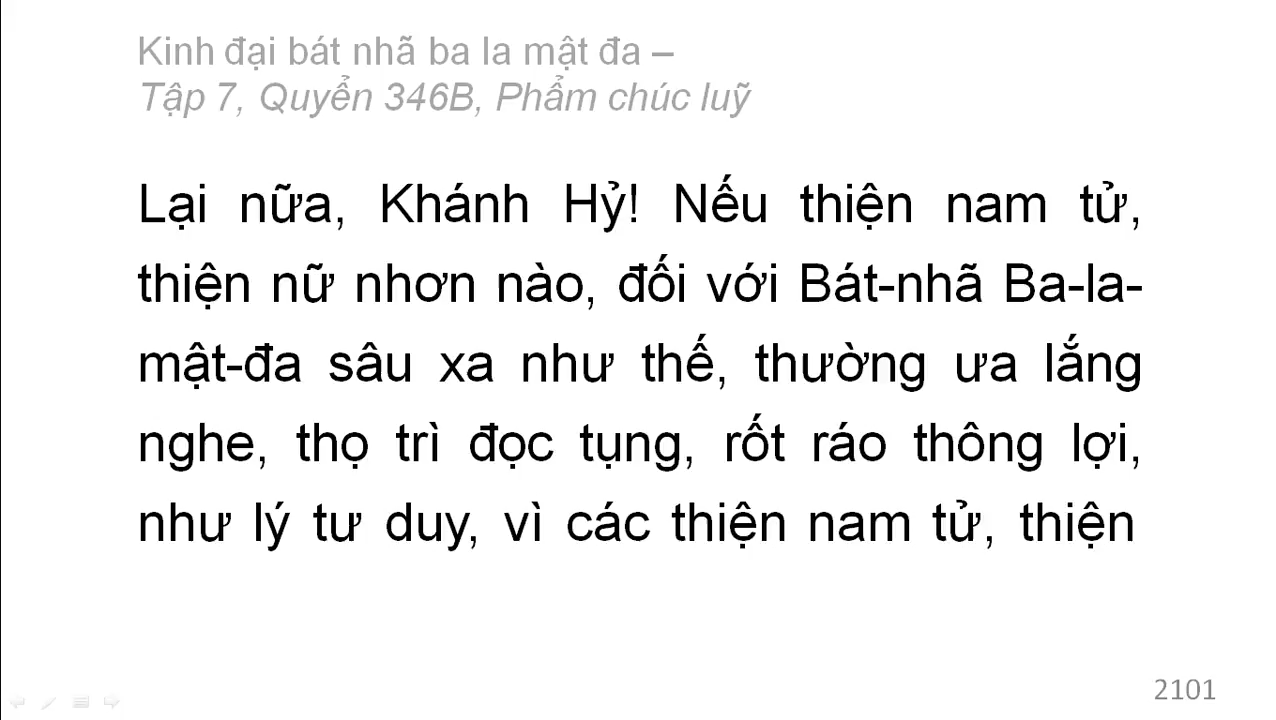 Kinh đại bát nhã ba la mật đa –
Tập 7, Quyển 346B, Phẩm chúc luỹ
Lại nữa, Khánh Hỷ! Nếu thiện nam tử,
thiện nữ nhơn nào, đối với Bát-nhã Ba-la-
mật-đa sâu xa như thế, thường ưa lắng
nghe, thọ trì đọc tụng, rốt ráo thông lợi,
như lý tư duy, vì các thiện nam tử, thiện
2101